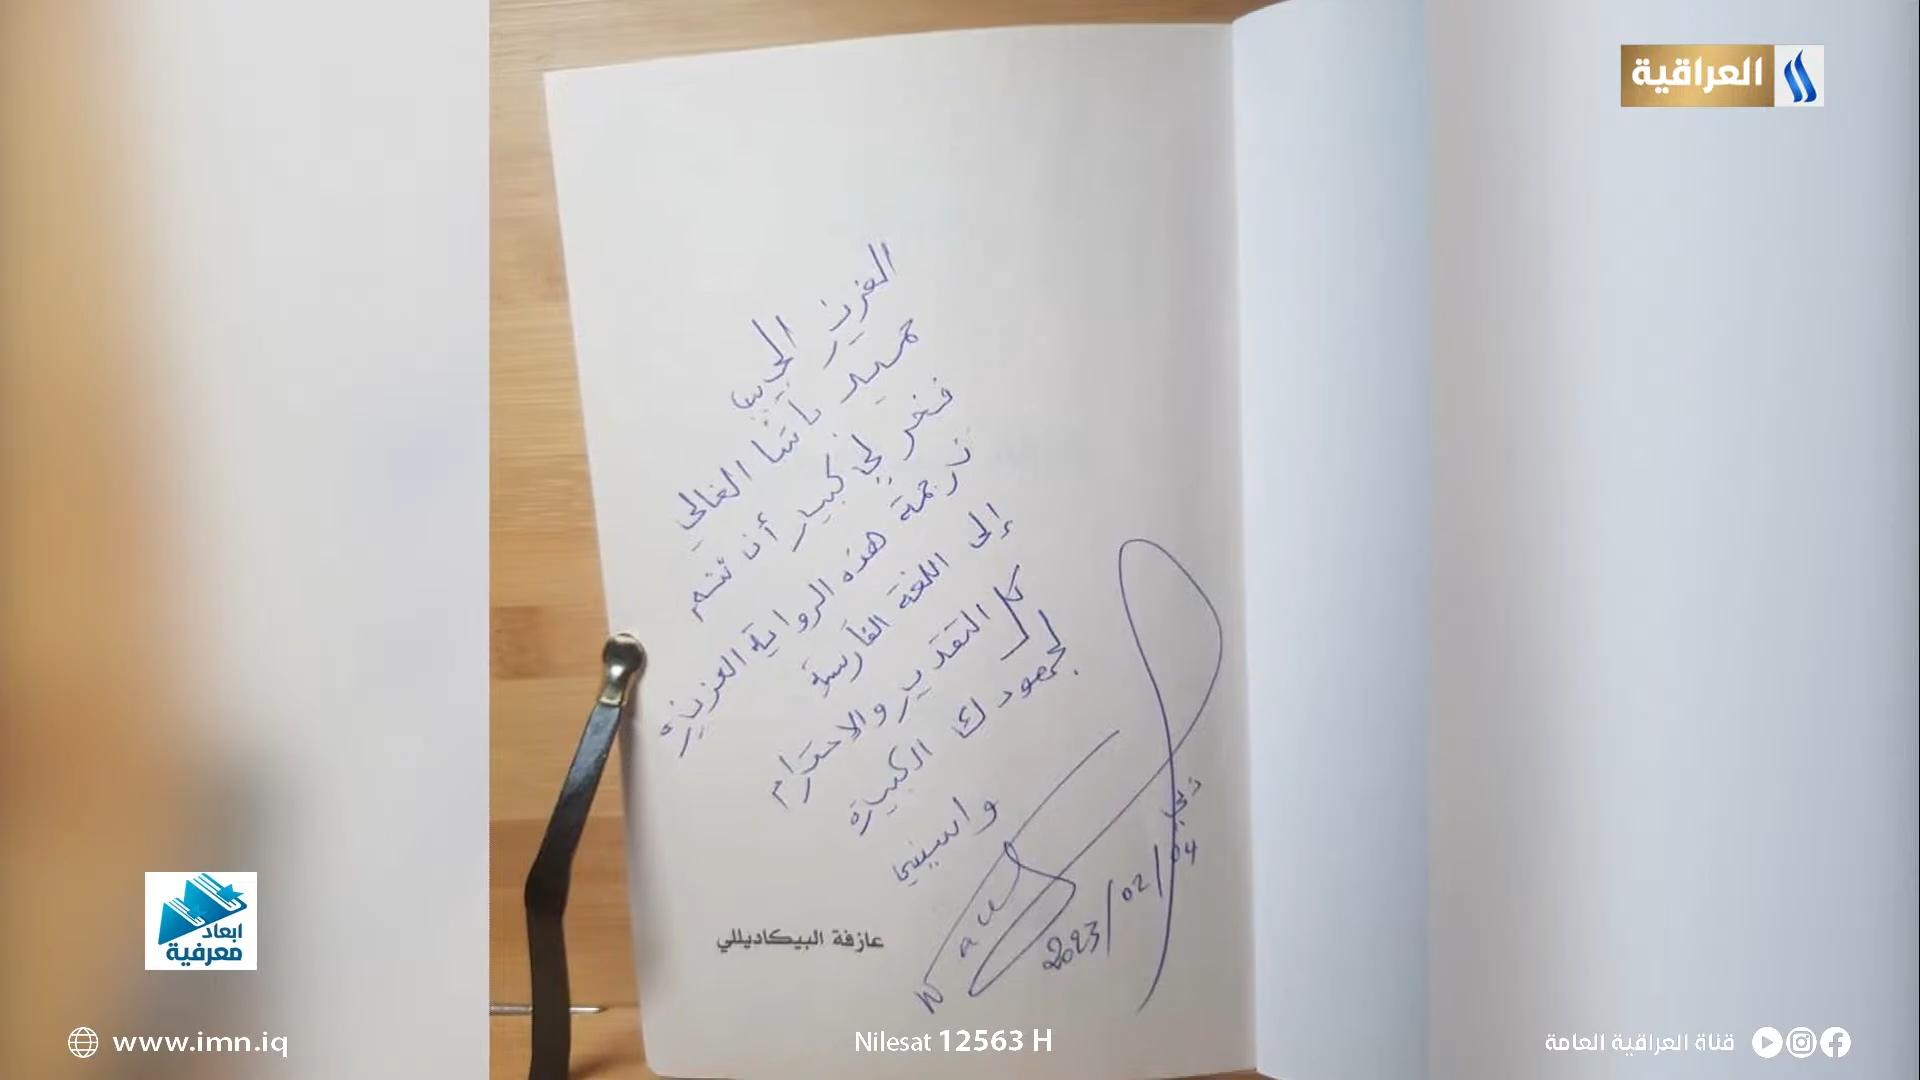 العراقية
العزيز الحبيب
حميد باشا الغالي
فخر لي كبير أن تتم
ترجمة هذه الرواية العزيزة
إلى اللغة الفارسية
كل التقدير والاحترام
لجهودك الكبيرة
واسيني
دبي
2023/02/04
عازفة البيكاديللي
ابعاد
معرفية
www.imn.iq
Nilesat 12563 H
قناة العراقية العامة